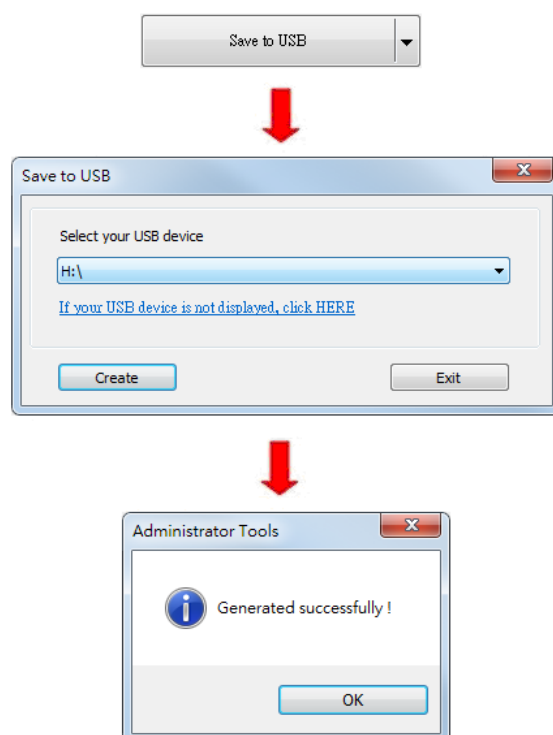 Save to USB
Save to USB
Select your USB device
H:\
If your USB device is not displayed, click HERE
Create
Exit
Administrator Tools
Generated successfully !
OK